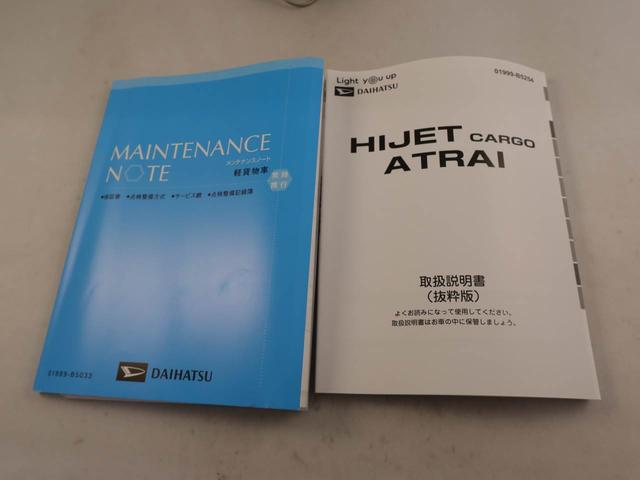 MAINTENANCE
NOTE
メンテナンスノート
軽貨物車
整備
携行
•保証書 •点検整備方式 •サービス網 •点検整備記録簿
01999-B5033
DAIHATSU
Light you up
DAIHATSU
01999-B5254
HIJET CARGO
ATRAI
取扱説明書
(抜粋版)
よくお読みになって使用してください。
取扱説明書はお車の中に保管しましょう。